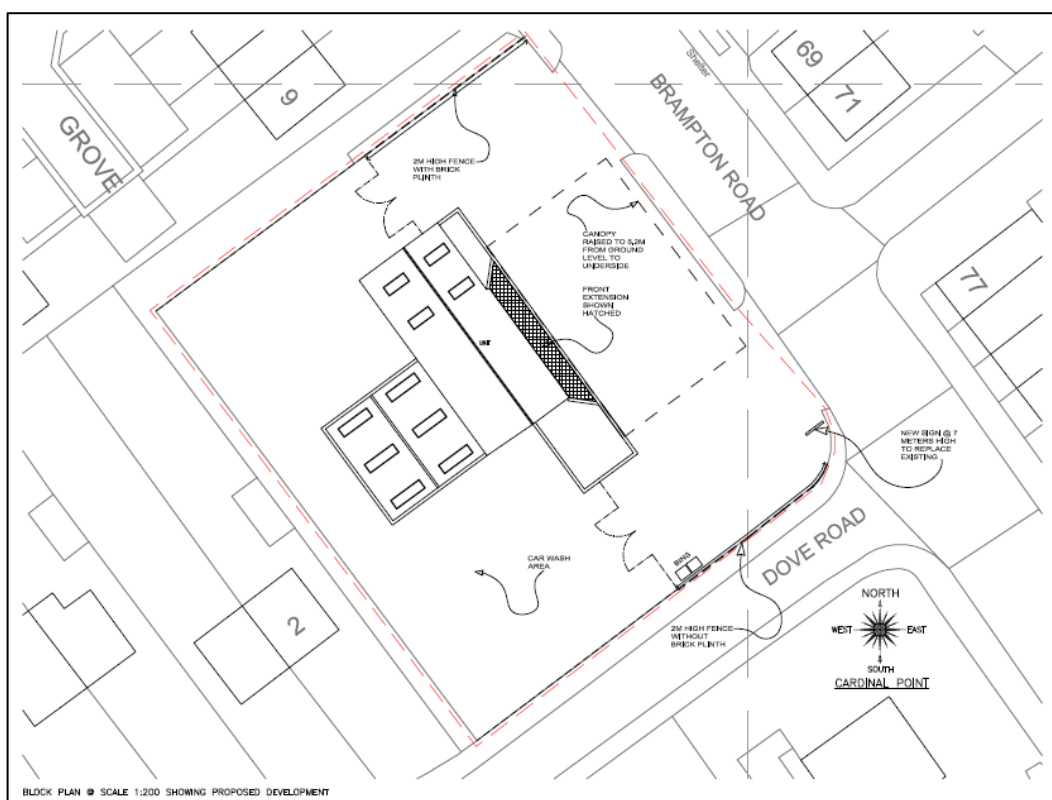 GROVE
9
Shelter
69
71
BRAMPTON ROAD
2M HIGH FENCE
WITH BRICK
PLINTH
CANOPY
RAISED TO 5.2M
FROM GROUND
LEVEL TO
UNDERSIDE
FRONT
EXTENSION
SHOWN
HATCHED
77
UNIT
NEW SIGN @ 7
METERS HIGH
TO REPLACE
EXISTING
CAR WASH
AREA
BINS
DOVE ROAD
2
2M HIGH FENCE
WITHOUT
BRICK PLINTH
NORTH
WEST
EAST
SOUTH
CARDINAL POINT
BLOCK PLAN @ SCALE 1:200 SHOWING PROPOSED DEVELOPMENT